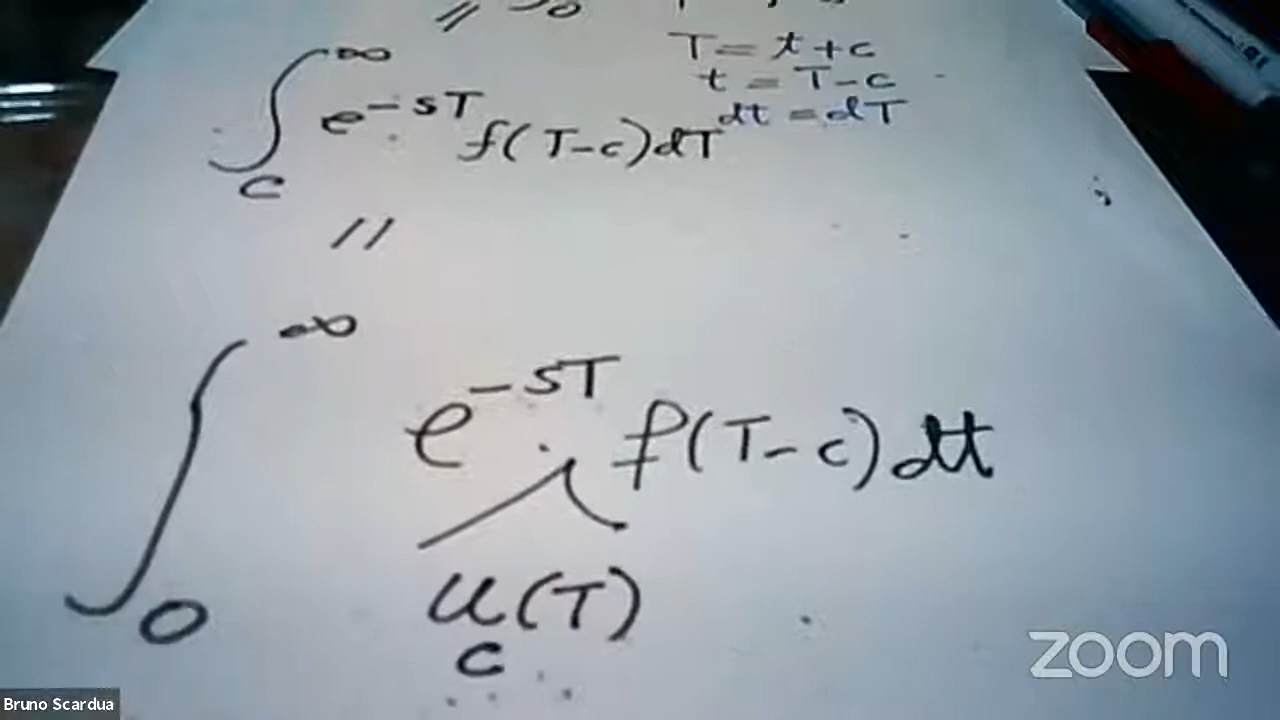 T = t + c
t = T - c
dt = dT
∫_c^∞ e^{-sT} f(T-c)dT
//
∫_0^∞ e^{-sT} · f(T-c)dt
u_c(T)
zoom
Bruno Scardua